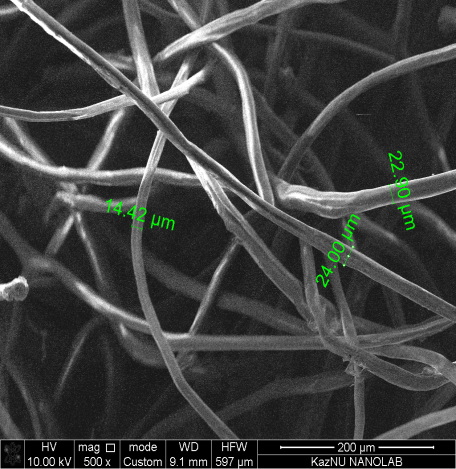 22.90 µm
14.42 µm
24.00 µm
HV mag □ mode WD HFW 200 µm
10.00 kV 500 x Custom 9.1 mm 597 µm KazNU NANOLAB